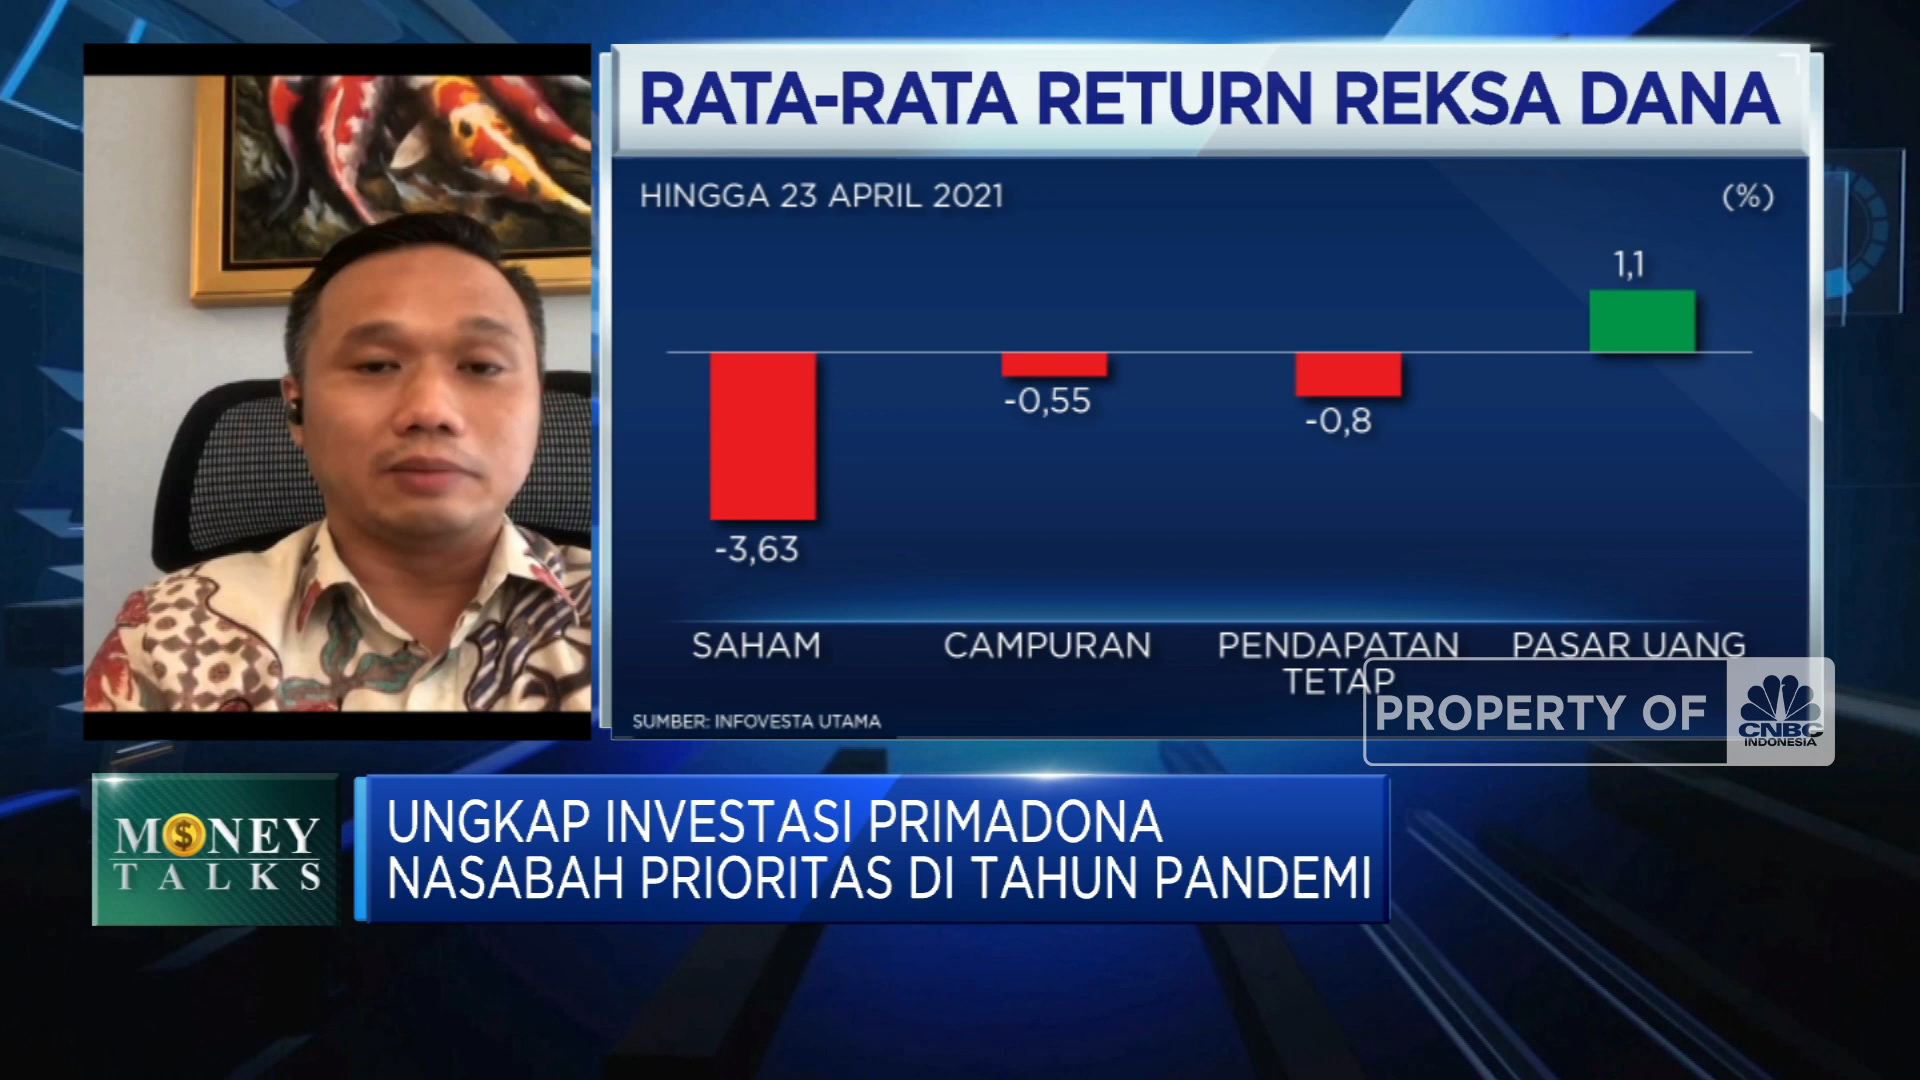 RATA-RATA RETURN REKSA DANA
HINGGA 23 APRIL 2021
(%)
1,1
-0,55
-0,8
-3,63
SAHAM
CAMPURAN
PENDAPATAN
TETAP
PASAR UANG
SUMBER: INFOVESTA UTAMA
PROPERTY OF
CNBC
INDONESIA
MONEY
TALKS
UNGKAP INVESTASI PRIMADONA
NASABAH PRIORITAS DI TAHUN PANDEMI